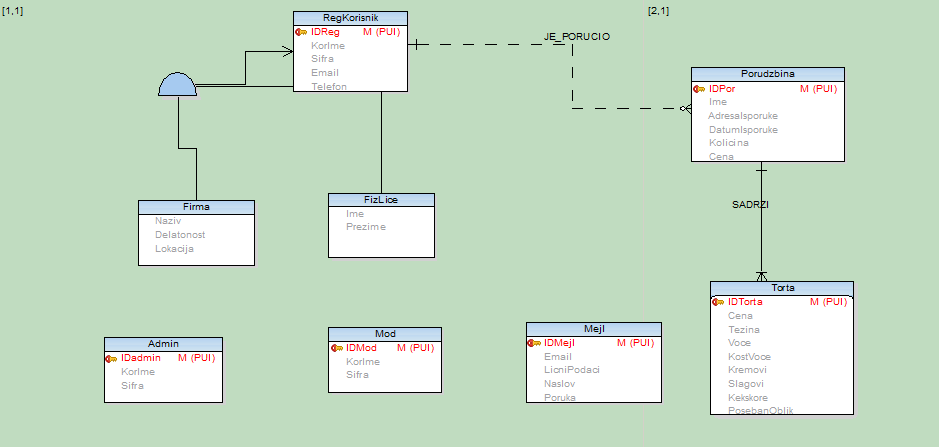 [1,1]
[2,1]
RegKorisnik
IDReg M (PUI)
KorIme
Sifra
Email
Telefon
JE_PORUCIO
Porudzbina
IDPor M (PUI)
Ime
AdresaIsporuke
DatumIsporuke
Kolicina
Cena
SADRZI
Firma
Naziv
Delatonost
Lokacija
FizLice
Ime
Prezime
Torta
IDTorta M (PUI)
Cena
Tezina
Voce
KostVoce
Kremovi
Slagovi
Kekskore
PosebanOblik
Admin
IDadmin M (PUI)
KorIme
Sifra
Mod
IDMod M (PUI)
KorIme
Sifra
Mejl
IDMejl M (PUI)
Email
LicniPodaci
Naslov
Poruka